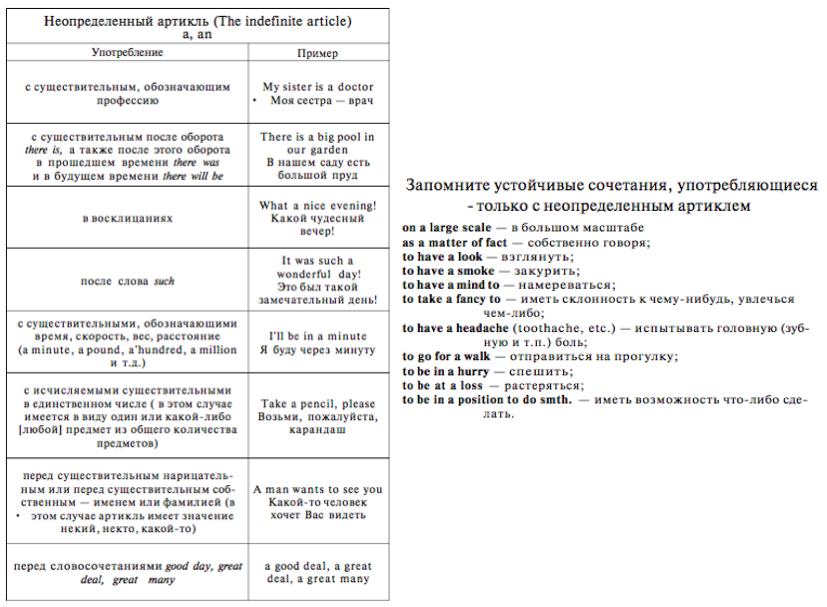 Неопределенный артикль (The indefinite article)
a, an
Употребление
Пример
с существительным, обозначающим
профессию
My sister is a doctor
• Моя сестра — врач
с существительным после оборота
there is, а также после этого оборота
в прошедшем времени there was
и в будущем времени there will be
There is a big pool in
our garden
В нашем саду есть
большой пруд
в восклицаниях
What a nice evening!
Какой чудесный
вечер!
после слова such
It was such a
wonderful day!
Это был такой
замечательный день!
с существительными, обозначающими
время, скорость, вес, расстояние
(a minute, a pound, a'hundred, a million
и т.д.)
I'll be in a minute
Я буду через минуту
с исчисляемыми существительными
в единственном числе ( в этом случае
имеется в виду один или какой-либо
[любой] предмет из общего количества
предметов)
Take a pencil, please
Возьми, пожалуйста,
карандаш
перед существительным нарицатель-
ным или перед существительным соб-
ственным — именем или фамилией (в
• этом случае артикль имеет значение
некий, некто, какой-то)
A man wants to see you
Какой-то человек
хочет Вас видеть
перед словосочетаниями good day, great
deal, great many
a good deal, a great
deal, a great many
Запомните устойчивые сочетания, употребляющиеся
- только с неопределенным артиклем
on a large scale — в большом масштабе
as a matter of fact — собственно говоря;
to have a look — взглянуть;
to have a smoke — закурить;
to have a mind to — намереваться;
to take a fancy to — иметь склонность к чему-нибудь, увлечься
чем-либо;
to have a headache (toothache, etc.) — испытывать головную (зуб-
ную и т.п.) боль;
to go for a walk — отправиться на прогулку;
to be in a hurry — спешить;
to be at a loss — растеряться;
to be in a position to do smth. — иметь возможность что-либо сде-
лать.